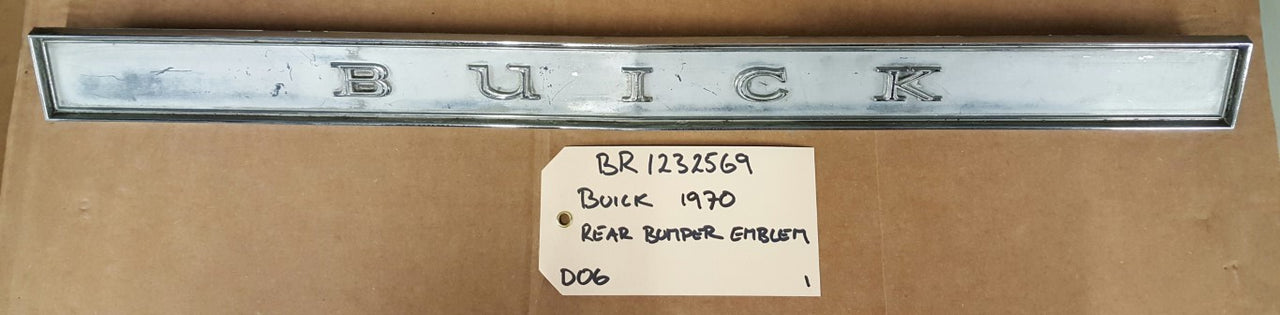 BUICK
BR1232569
BUICK 1970
REAR BUMPER EMBLEM
D06 1